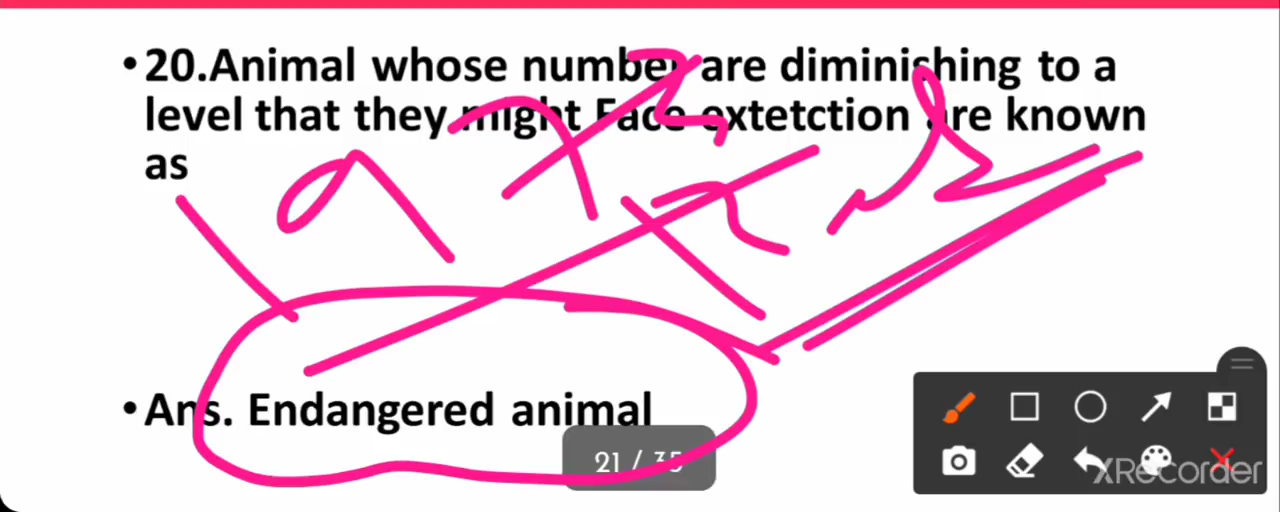 •20.Animal whose number are diminishing to a
level that they might Face extetction are known
as
•Ans. Endangered animal
21 / 35
XRecorder